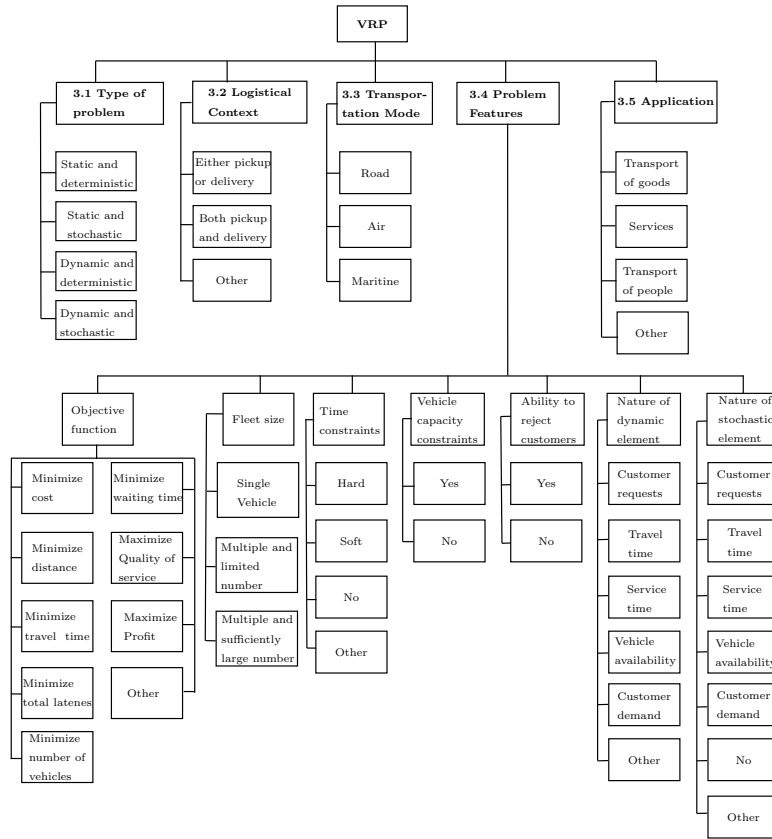 VRP
3.1 Type of
problem
3.2 Logistical
Context
3.3 Transpor-
tation Mode
3.4 Problem
Features
3.5 Application
Static and
deterministic
Static and
stochastic
Dynamic and
deterministic
Dynamic and
stochastic
Either pickup
or delivery
Both pickup
and delivery
Other
Road
Air
Maritine
Transport
of goods
Services
Transport
of people
Other
Objective
function
Minimize
cost
Minimize
distance
Minimize
travel time
Minimize
total latenes
Minimize
number of
vehicles
Minimize
waiting time
Maximize
Quality of
service
Maximize
Profit
Other
Fleet size
Single
Vehicle
Multiple and
limited
number
Multiple and
sufficiently
large number
Time
constraints
Hard
Soft
No
Other
Vehicle
capacity
constraints
Yes
No
Ability to
reject
customers
Yes
No
Nature of
dynamic
element
Customer
requests
Travel
time
Service
time
Vehicle
availability
Customer
demand
Other
Nature of
stochastic
element
Customer
requests
Travel
time
Service
time
Vehicle
availability
Customer
demand
No
Other